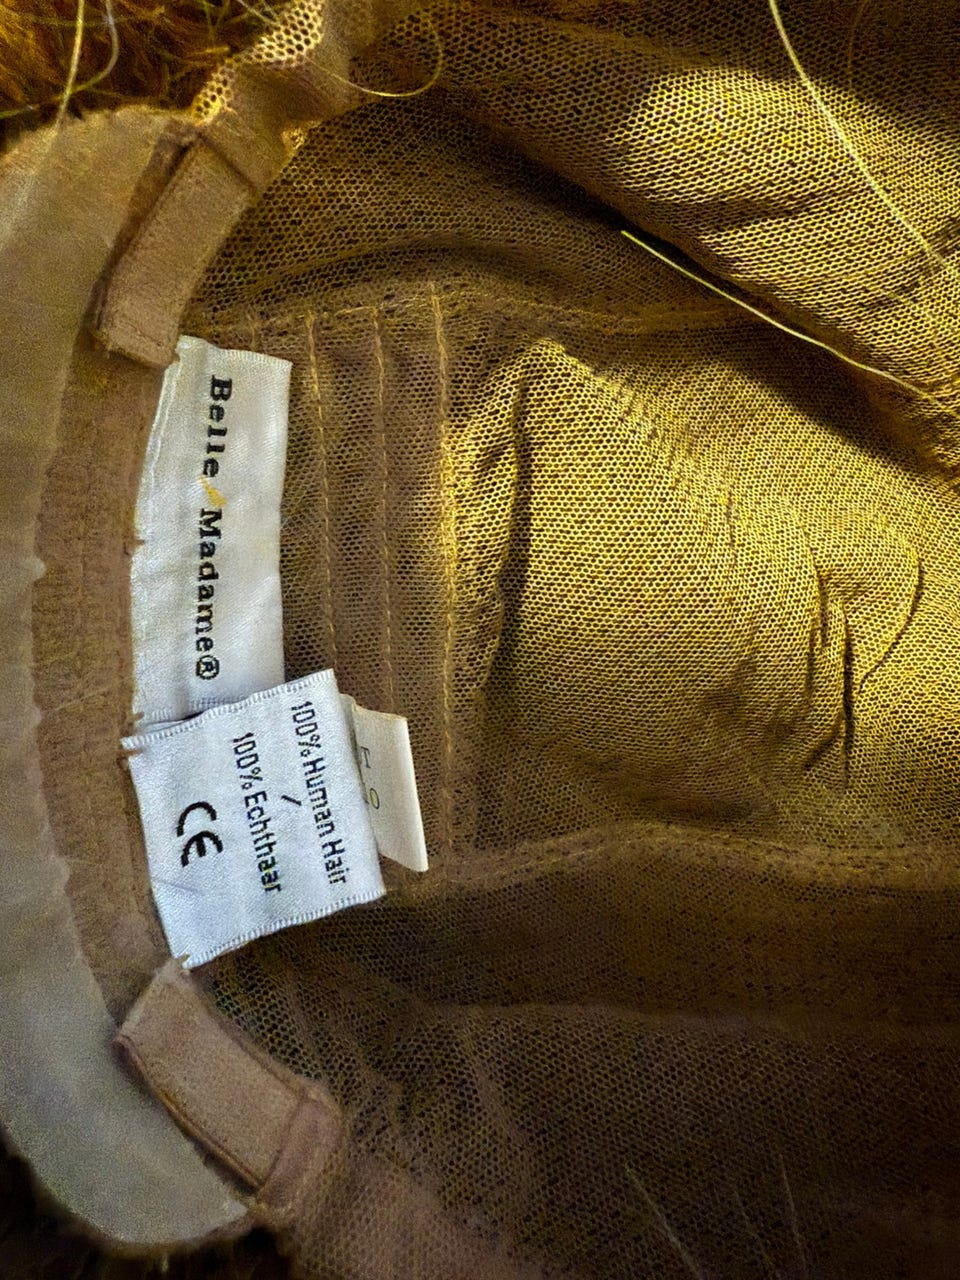 Belle Madame®
100% Human Hair
/
100% Echthaar
CE